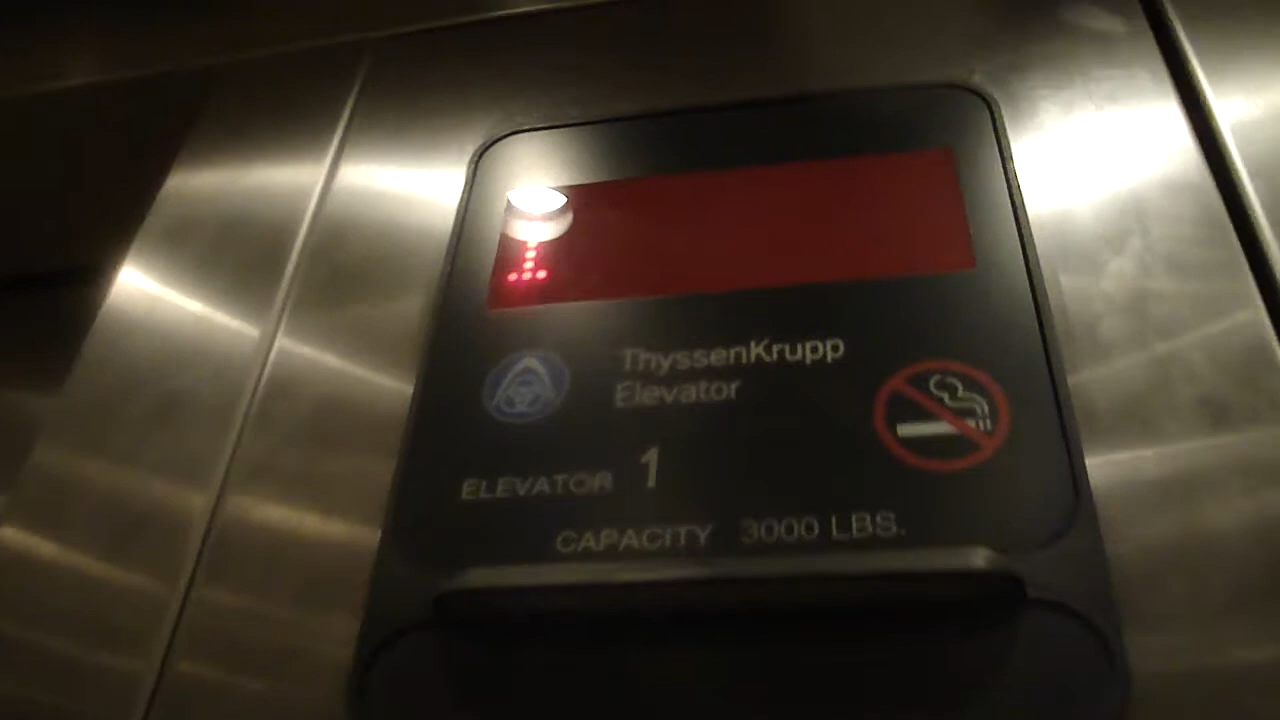 ThyssenKrupp
Elevator
ELEVATOR 1
CAPACITY 3000 LBS.